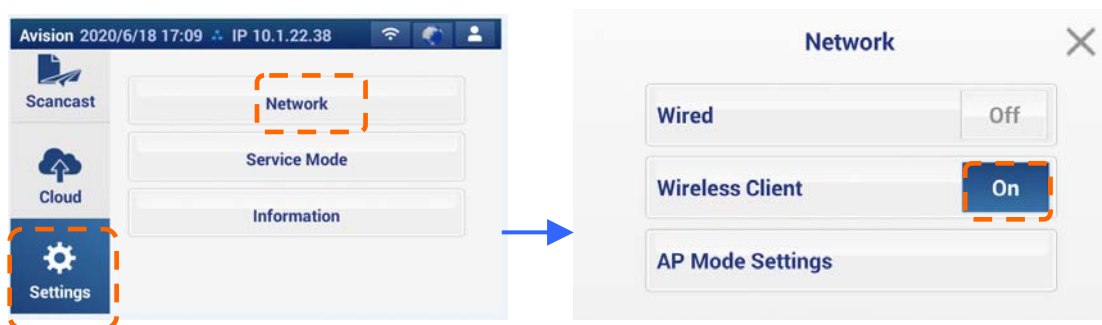 Avision 2020/6/18 17:09 IP 10.1.22.38
Scancast
Network
Service Mode
Cloud
Information
Settings
Network
Wired Off
Wireless Client On
AP Mode Settings